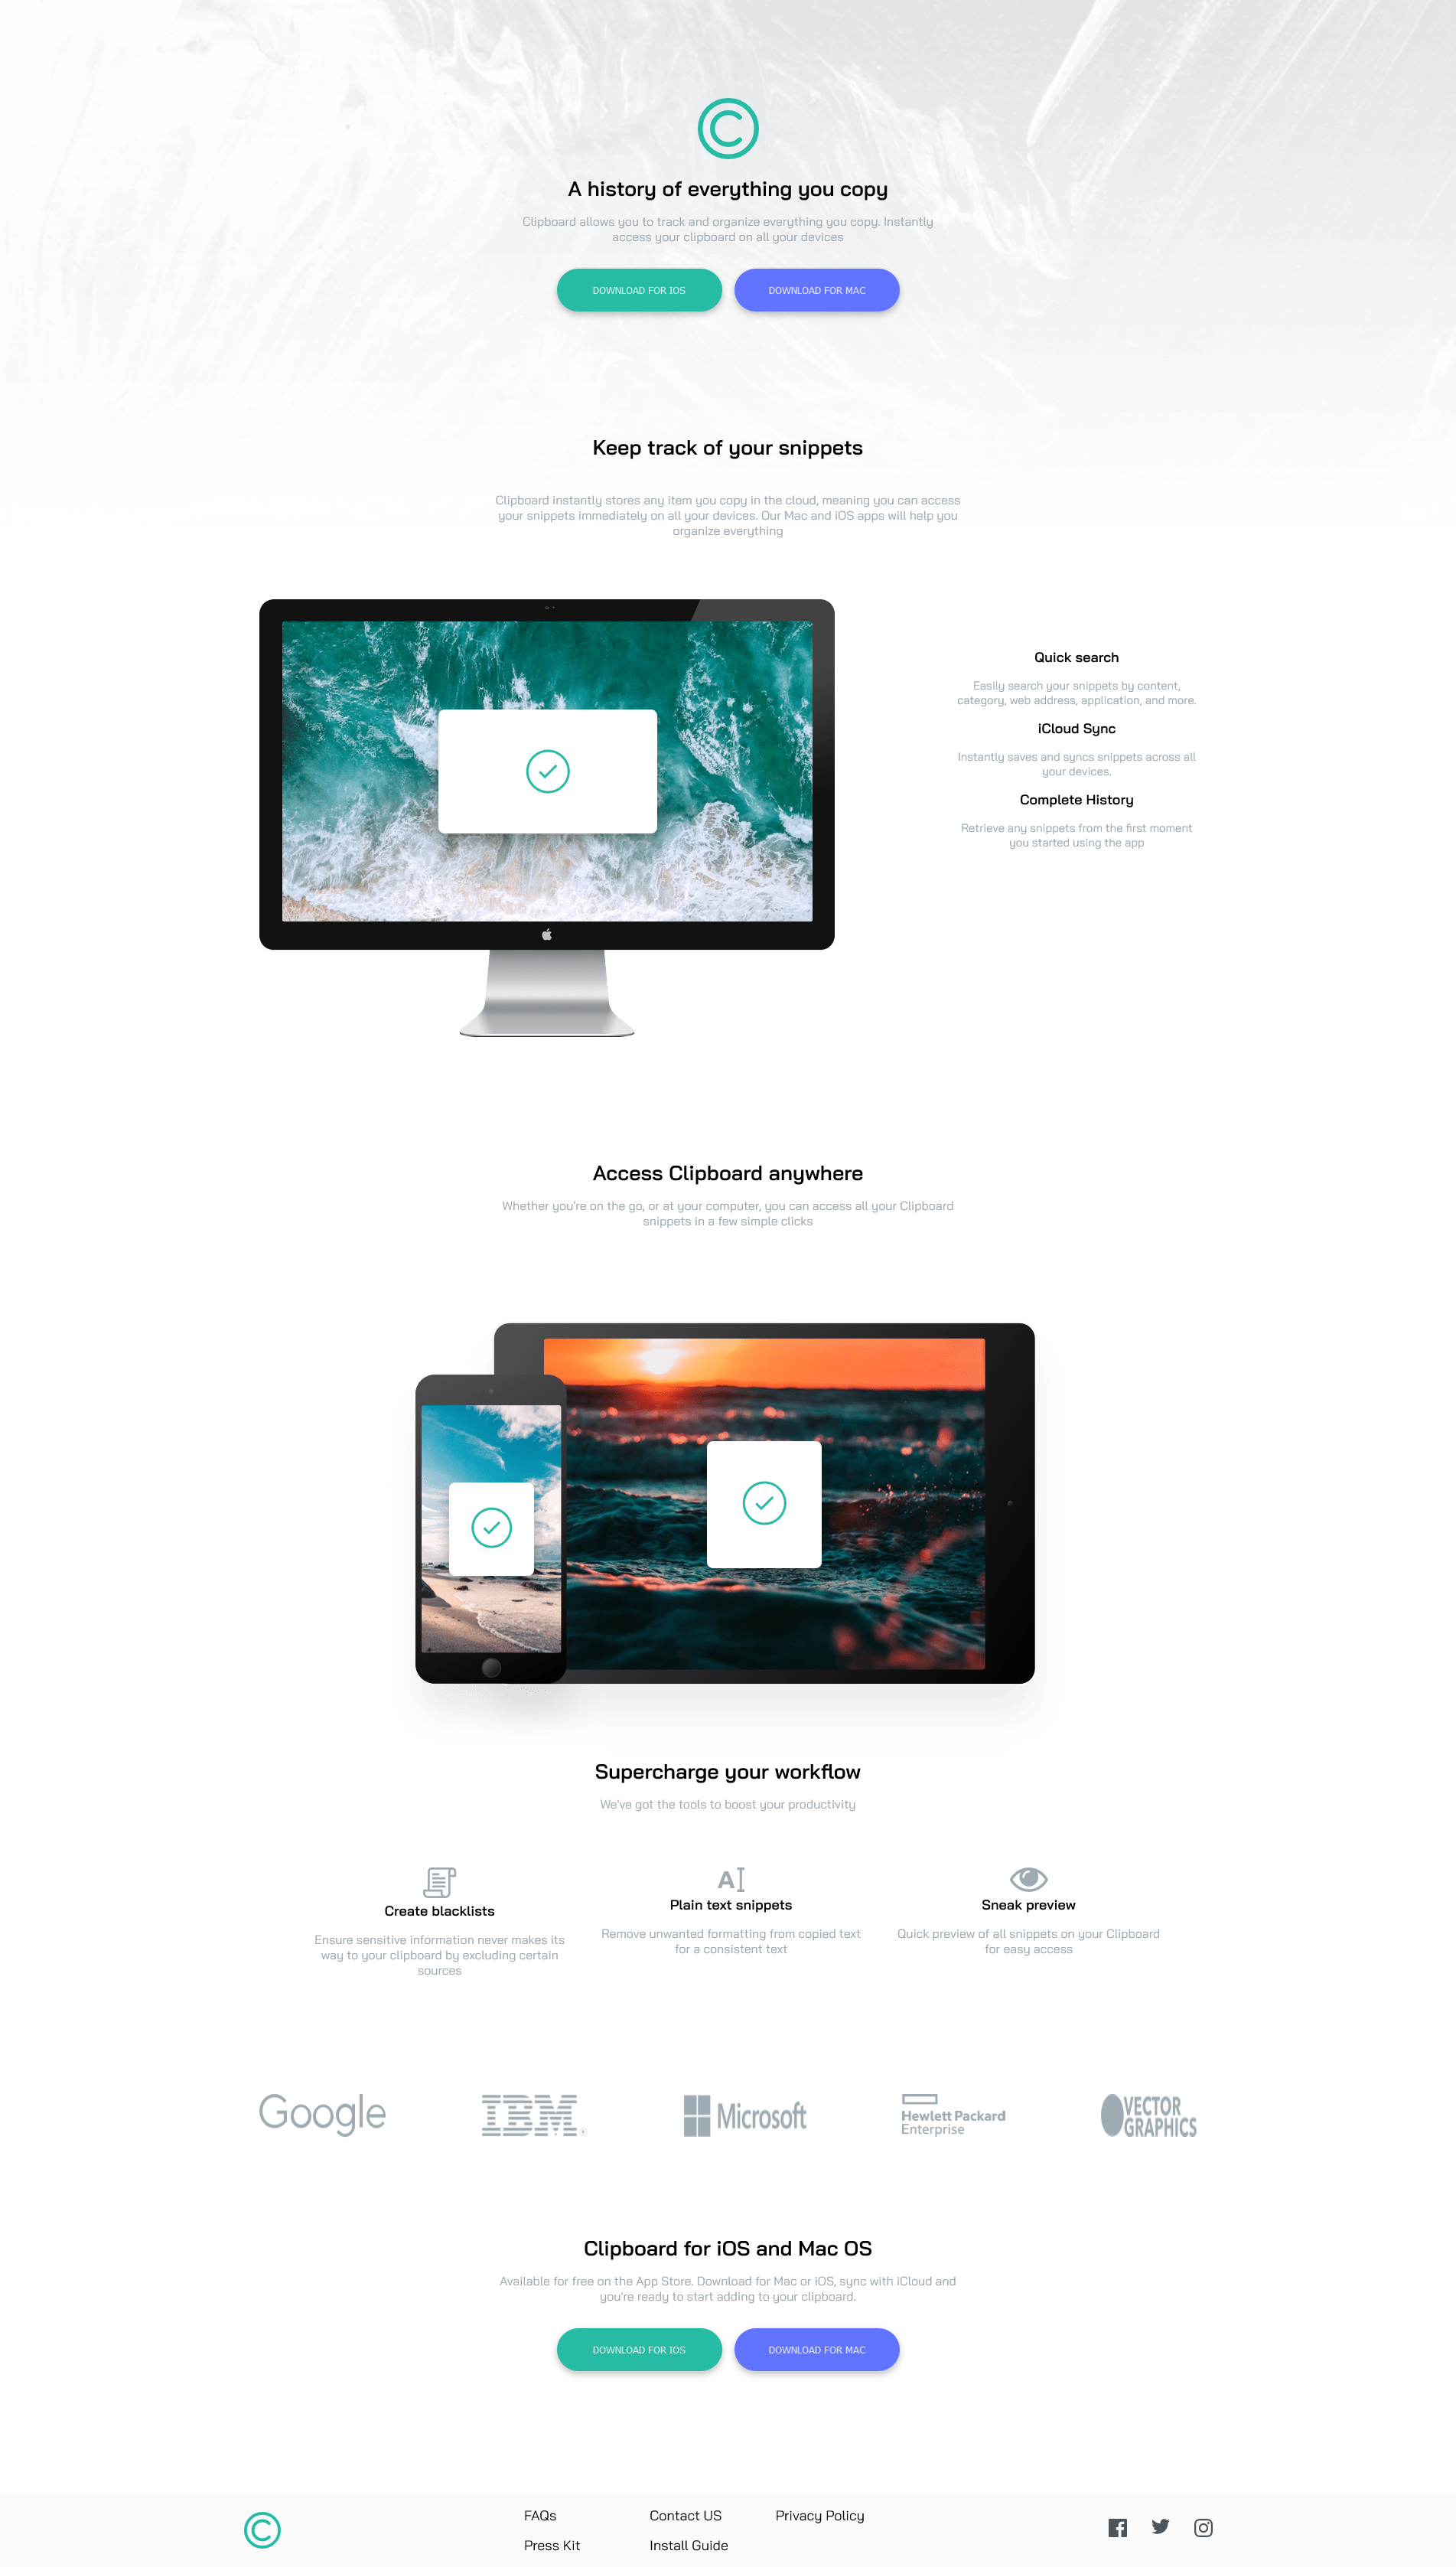 A history of everything you copy
Clipboard allows you to track and organize everything you copy. Instantly
access your clipboard on all your devices
DOWNLOAD FOR IOS
DOWNLOAD FOR MAC
Keep track of your snippets
Clipboard instantly stores any item you copy in the cloud, meaning you can access
your snippets immediately on all your devices. Our Mac and iOS apps will help you
organize everything
Quick search
Easily search your snippets by content,
category, web address, application, and more.
iCloud Sync
Instantly saves and syncs snippets across all
your devices.
Complete History
Retrieve any snippets from the first moment
you started using the app
Access Clipboard anywhere
Whether you're on the go, or at your computer, you can access all your Clipboard
snippets in a few simple clicks
Supercharge your workflow
We've got the tools to boost your productivity
Create blacklists
Ensure sensitive information never makes its
way to your clipboard by excluding certain
sources
Plain text snippets
Remove unwanted formatting from copied text
for a consistent text
Sneak preview
Quick preview of all snippets on your Clipboard
for easy access
Google
IBM
Microsoft
Hewlett Packard
Enterprise
VECTOR
GRAPHICS
Clipboard for iOS and Mac OS
Available for free on the App Store. Download for Mac or iOS, sync with iCloud and
you're ready to start adding to your clipboard.
DOWNLOAD FOR IOS
DOWNLOAD FOR MAC
FAQs
Contact US
Privacy Policy
Press Kit
Install Guide